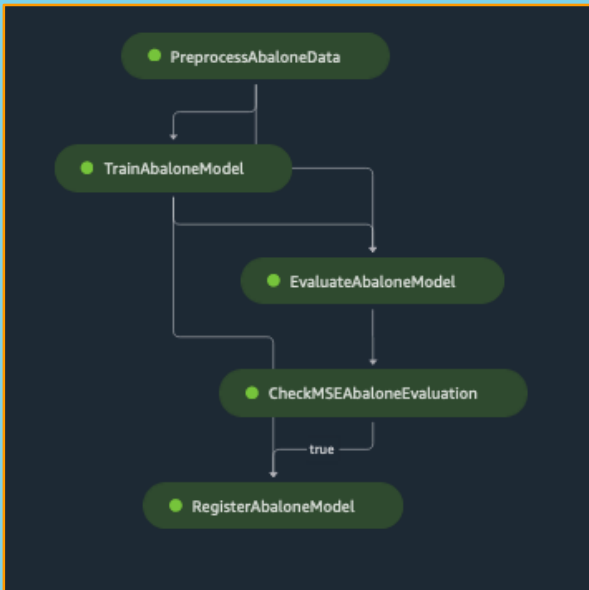 PreprocessAbaloneData
TrainAbaloneModel
EvaluateAbaloneModel
CheckMSEAbaloneEvaluation
true
RegisterAbaloneModel